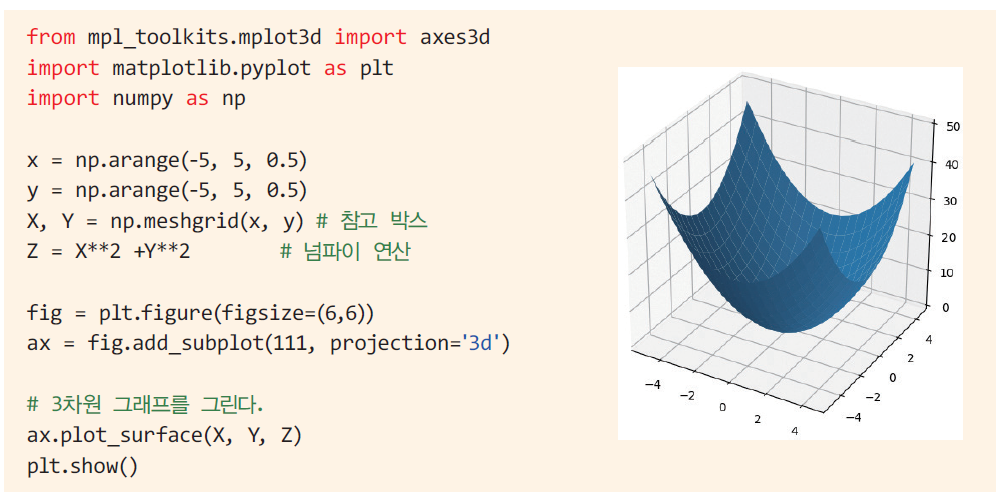 from mpl_toolkits.mplot3d import axes3d
import matplotlib.pyplot as plt
import numpy as np
x = np.arange(-5, 5, 0.5)
y = np.arange(-5, 5, 0.5)
X, Y = np.meshgrid(x, y) # 참고 박스
Z = X**2 +Y**2 # 넘파이 연산
fig = plt.figure(figsize=(6,6))
ax = fig.add_subplot(111, projection='3d')
# 3차원 그래프를 그린다.
ax.plot_surface(X, Y, Z)
plt.show()
50
40
30
20
10
0
4
2
0
−2
−4
−4
−2
0
2
4